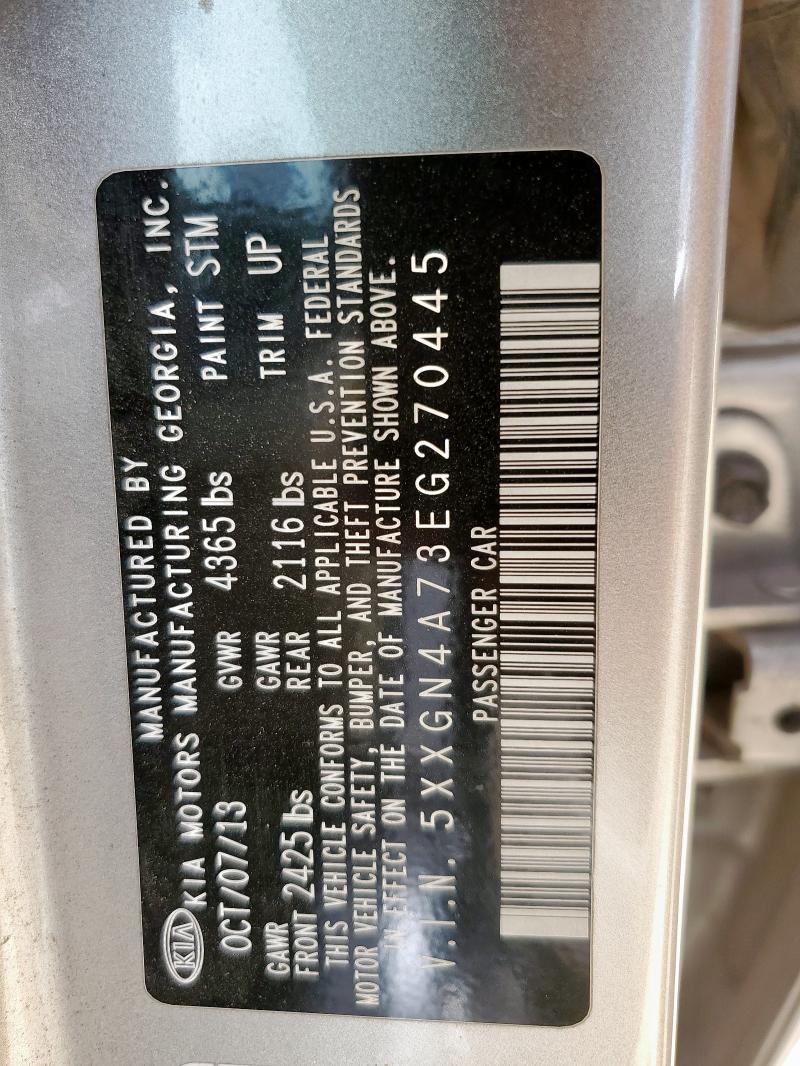 MANUFACTURED BY
KIA KIA MOTORS MANUFACTURING GEORGIA, INC.
OCT/07/13 GVWR 4365 lbs PAINT STM
GAWR FRONT 2425 lbs GAWR REAR 2116 lbs TRIM UP
THIS VEHICLE CONFORMS TO ALL APPLICABLE U.S.A. FEDERAL
MOTOR VEHICLE SAFETY, BUMPER, AND THEFT PREVENTION STANDARDS
IN EFFECT ON THE DATE OF MANUFACTURE SHOWN ABOVE.
V.I.N. 5XXGN4A73EG270445
PASSENGER CAR